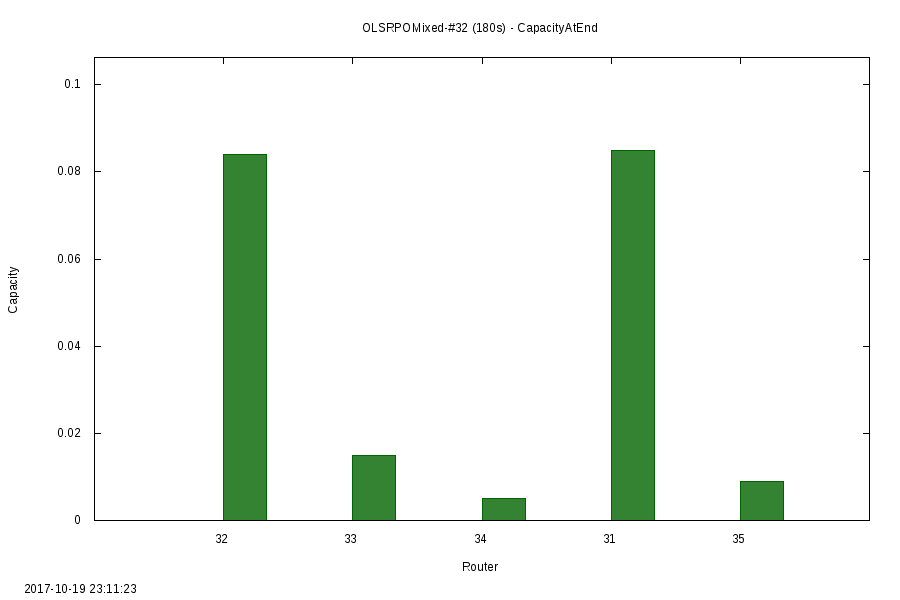 OLSRPOMixed-#32 (180s) - CapacityAtEnd
0.1
0.08
0.06
0.04
0.02
0
Capacity
32 33 34 31 35
Router
2017-10-19 23:11:23